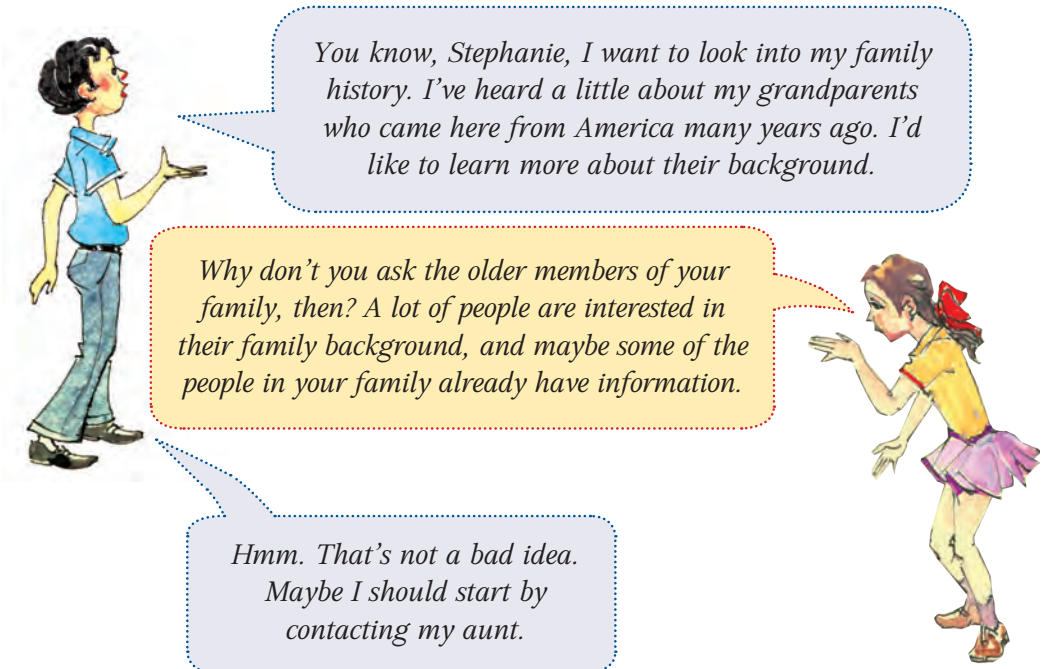 You know, Stephanie, I want to look into my family
history. I've heard a little about my grandparents
who came here from America many years ago. I'd
like to learn more about their background.
Why don't you ask the older members of your
family, then? A lot of people are interested in
their family background, and maybe some of the
people in your family already have information.
Hmm. That's not a bad idea.
Maybe I should start by
contacting my aunt.